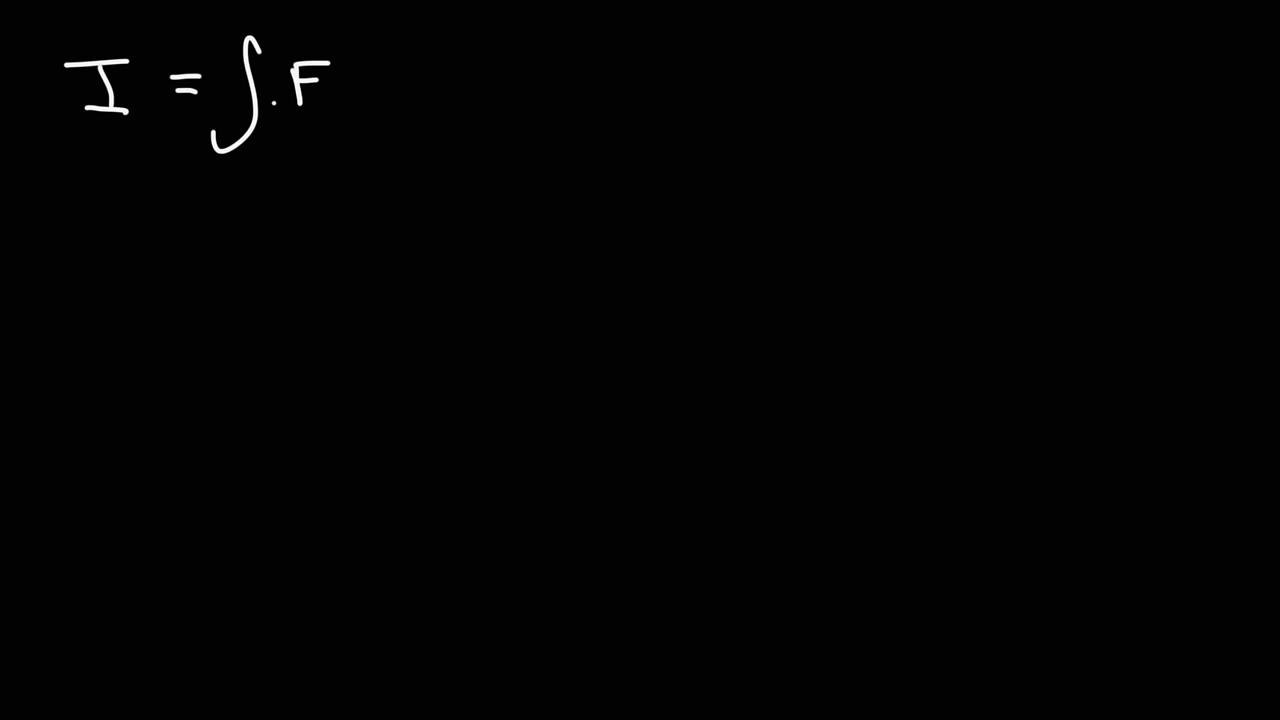 I = ∫. F